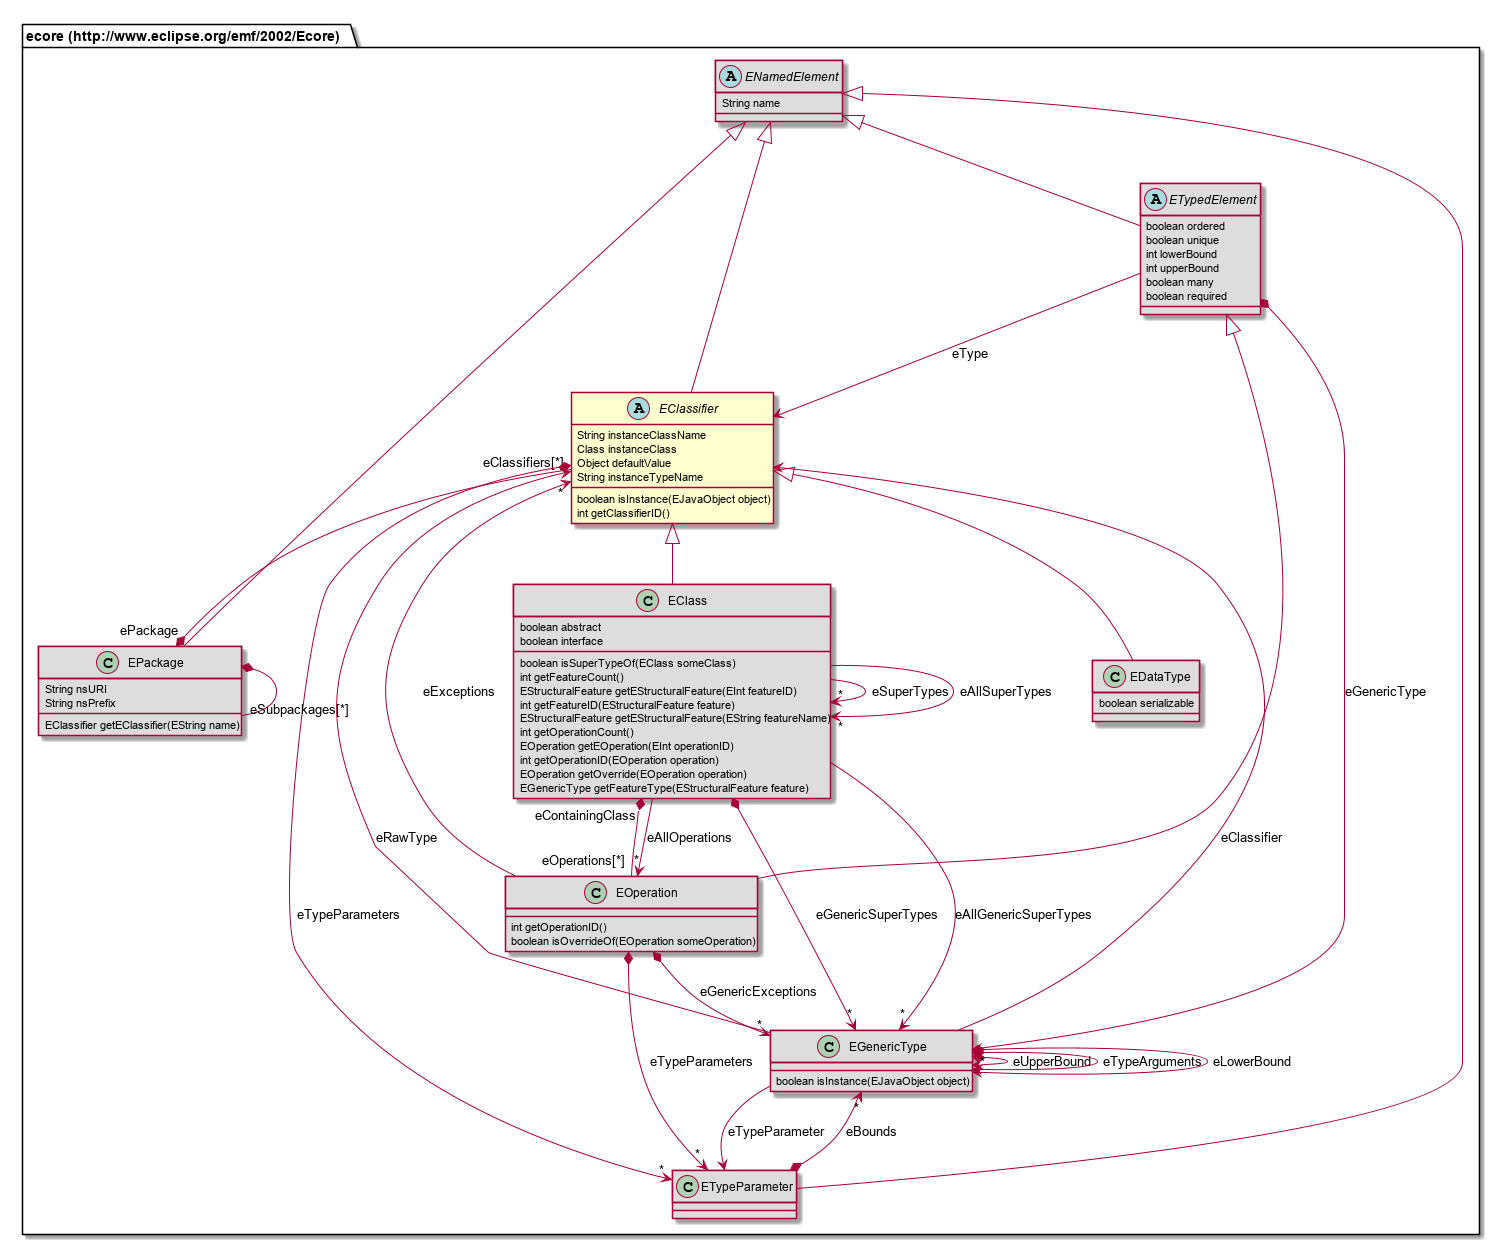 ecore (http://www.eclipse.org/emf/2002/Ecore)
A ENamedElement
String name
A ETypedElement
boolean ordered
boolean unique
int lowerBound
int upperBound
boolean many
boolean required
eType
A EClassifier
String instanceClassName
Class instanceClass
Object defaultValue
String instanceTypeName
boolean isInstance(EJavaObject object)
int getClassifierID()
eClassifiers[*]
*
ePackage
C EPackage
String nsURI
String nsPrefix
EClassifier getEClassifier(EString name)
eSubpackages[*]
eExceptions
C EClass
boolean abstract
boolean interface
boolean isSuperTypeOf(EClass someClass)
int getFeatureCount()
EStructuralFeature getEStructuralFeature(EInt featureID)
int getFeatureID(EStructuralFeature feature)
EStructuralFeature getEStructuralFeature(EString featureName)
int getOperationCount()
EOperation getEOperation(EInt operationID)
int getOperationID(EOperation operation)
EOperation getOverride(EOperation operation)
EGenericType getFeatureType(EStructuralFeature feature)
*
eSuperTypes
eAllSuperTypes
*
C EDataType
boolean serializable
eGenericType
eContainingClass
eRawType
eAllOperations
eClassifier
eOperations[*]
*
C EOperation
int getOperationID()
boolean isOverrideOf(EOperation someOperation)
eTypeParameters
eGenericSuperTypes
eAllGenericSuperTypes
eGenericExceptions
*
*
*
C EGenericType
boolean isInstance(EJavaObject object)
eTypeParameters
*
eUpperBound
eTypeArguments
eLowerBound
*
eTypeParameter
eBounds
*
*
C ETypeParameter